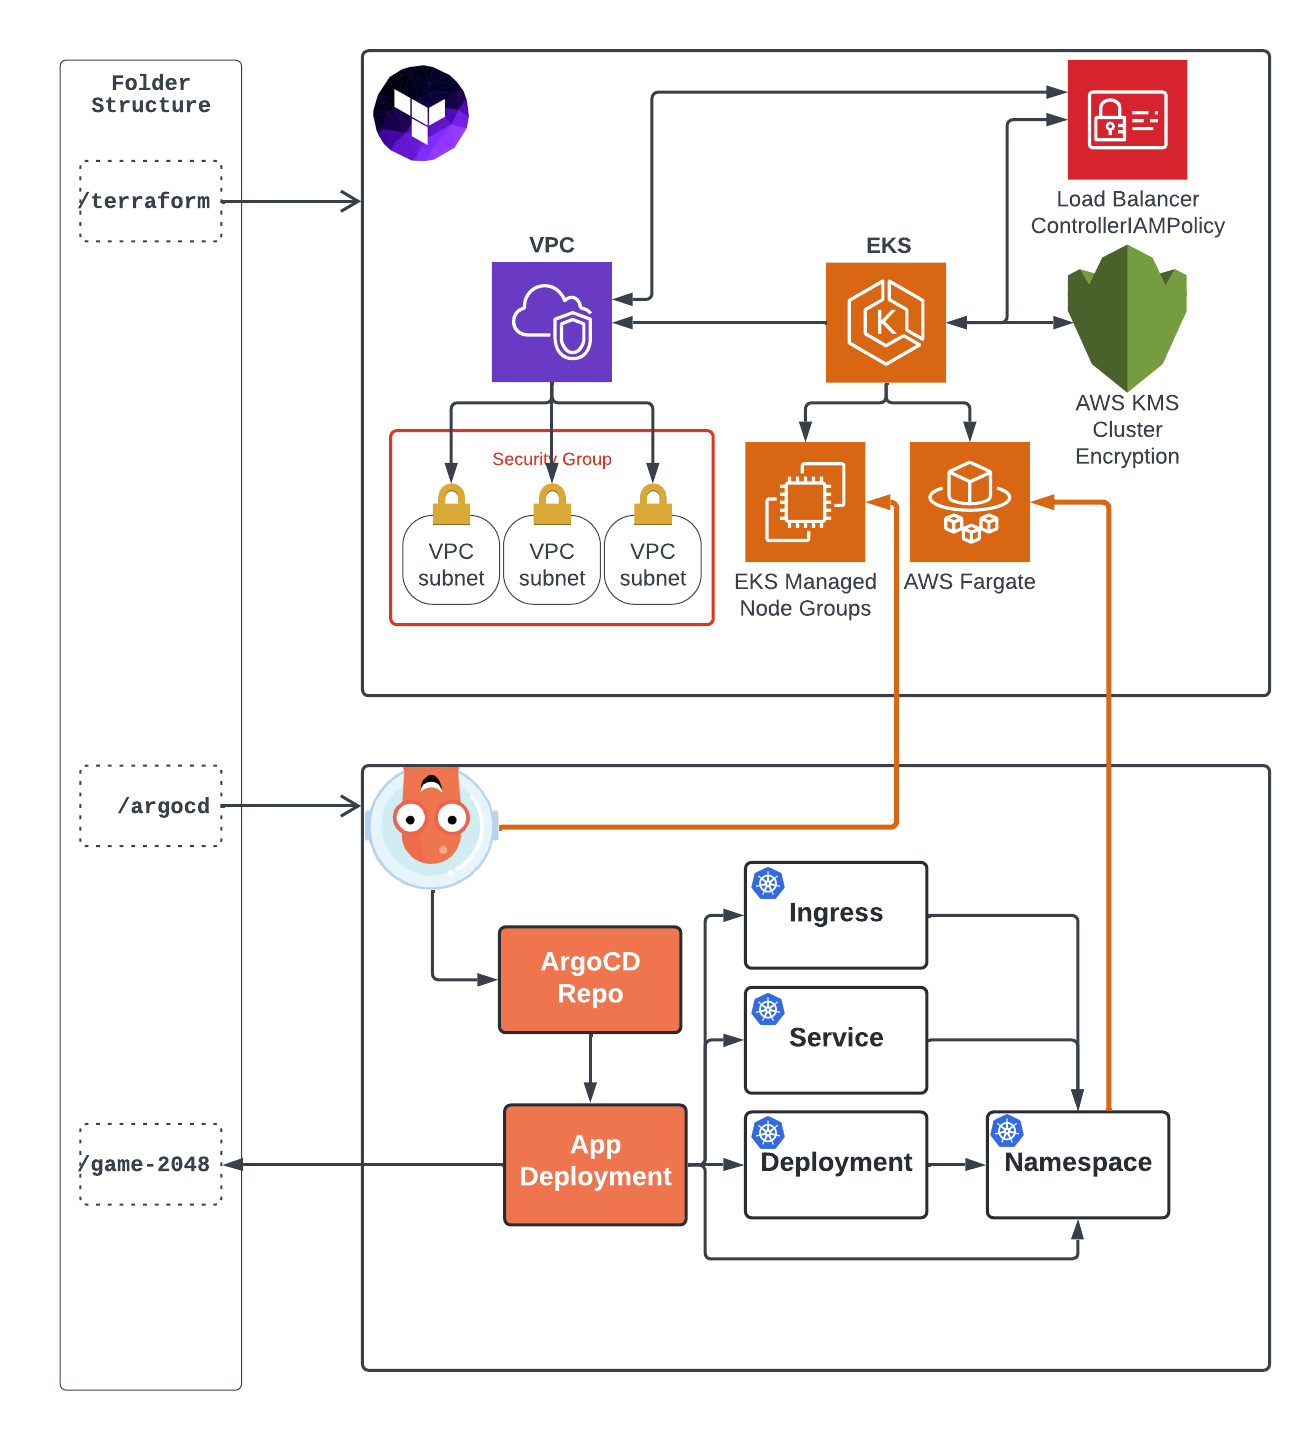 Folder
Structure
/terraform
Load Balancer
ControllerIAMPolicy
VPC
EKS
K
AWS KMS
Cluster
Encryption
Security Group
VPC
subnet
VPC
subnet
VPC
subnet
EKS Managed
Node Groups
AWS Fargate
/argocd
Ingress
ArgoCD
Repo
Service
App
Deployment
Deployment
Namespace
/game-2048